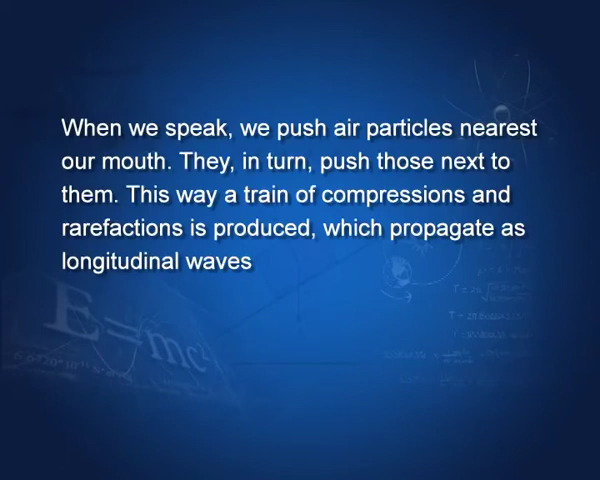 When we speak, we push air particles nearest
our mouth. They, in turn, push those next to
them. This way a train of compressions and
rarefactions is produced, which propagate as
longitudinal waves
E=mc²